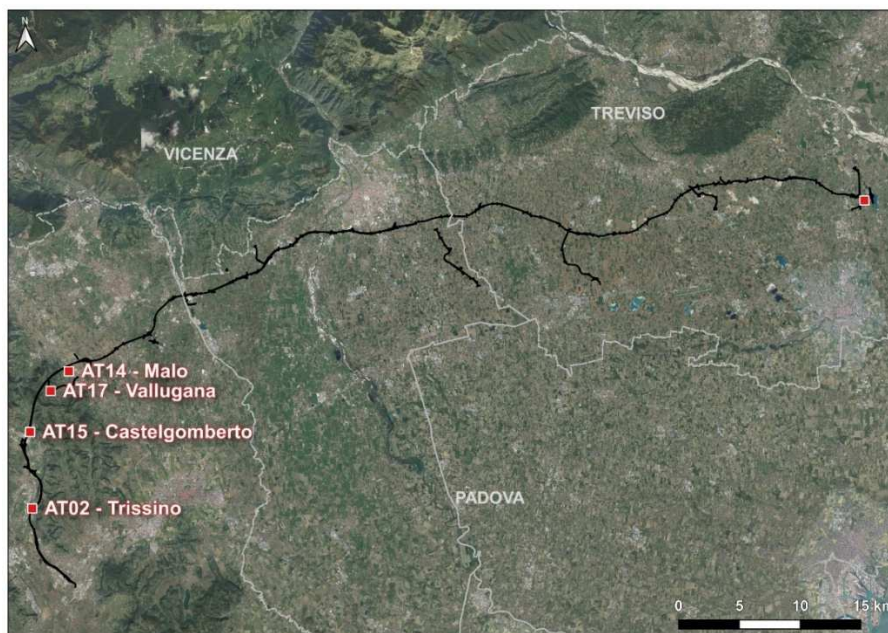 N
TREVISO
VICENZA
AT14 - Malo
AT17 - Vallugana
AT15 - Castelgomberto
PADOVA
AT02 - Trissino
0 5 10 15 km